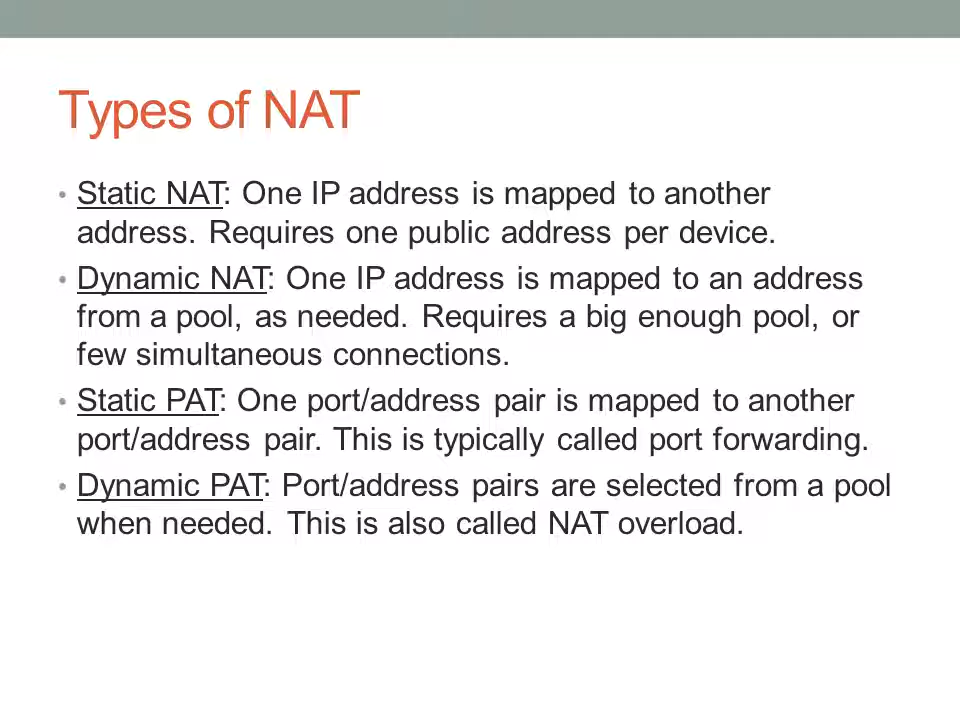 Types of NAT
• Static NAT: One IP address is mapped to another
address. Requires one public address per device.
• Dynamic NAT: One IP address is mapped to an address
from a pool, as needed. Requires a big enough pool, or
few simultaneous connections.
• Static PAT: One port/address pair is mapped to another
port/address pair. This is typically called port forwarding.
• Dynamic PAT: Port/address pairs are selected from a pool
when needed. This is also called NAT overload.